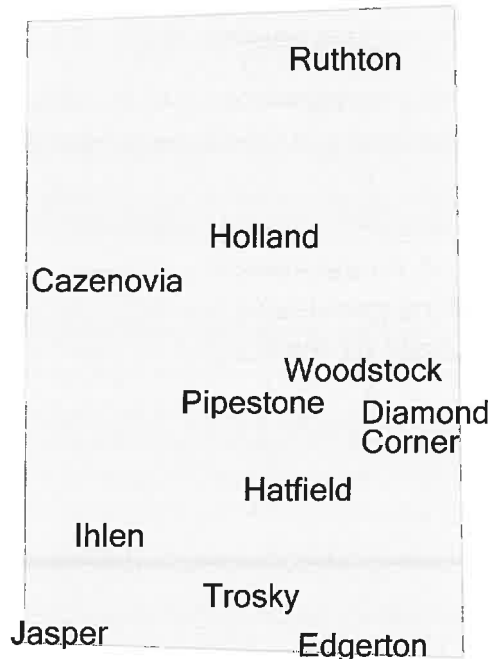 Ruthton
Holland
Cazenovia
Woodstock
Pipestone
Diamond
Corner
Hatfield
Ihlen
Trosky
Jasper
Edgerton